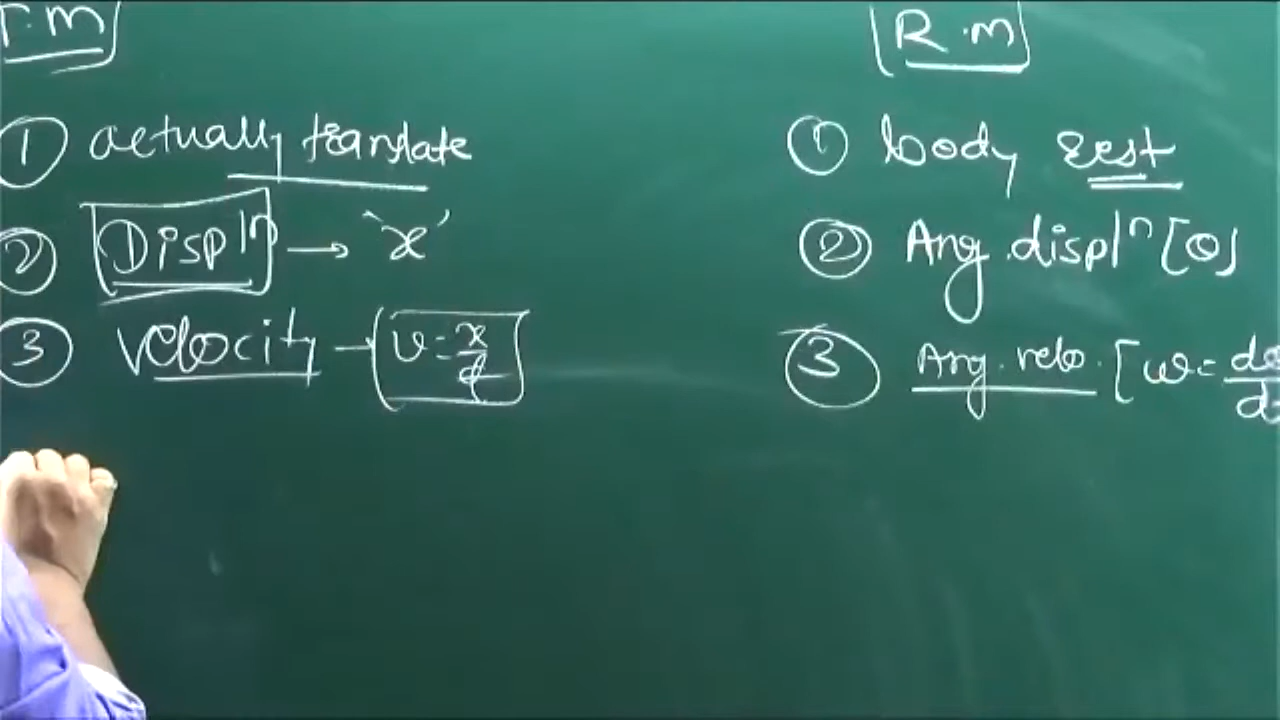 T.M
① actually translate
② Displⁿ → 'x'
③ velocity → [v = x/t]
R.M
① body rest
② Ang. displⁿ [θ]
③ Ang. velo. [ω = dθ/dt